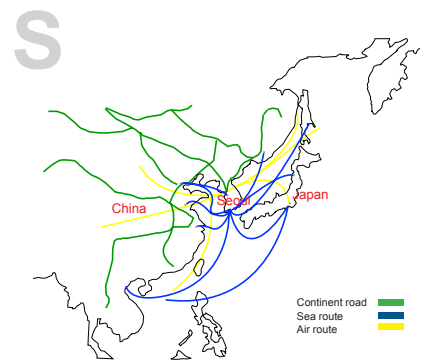 S
China
Seoul
Japan
Continent road
Sea route
Air route